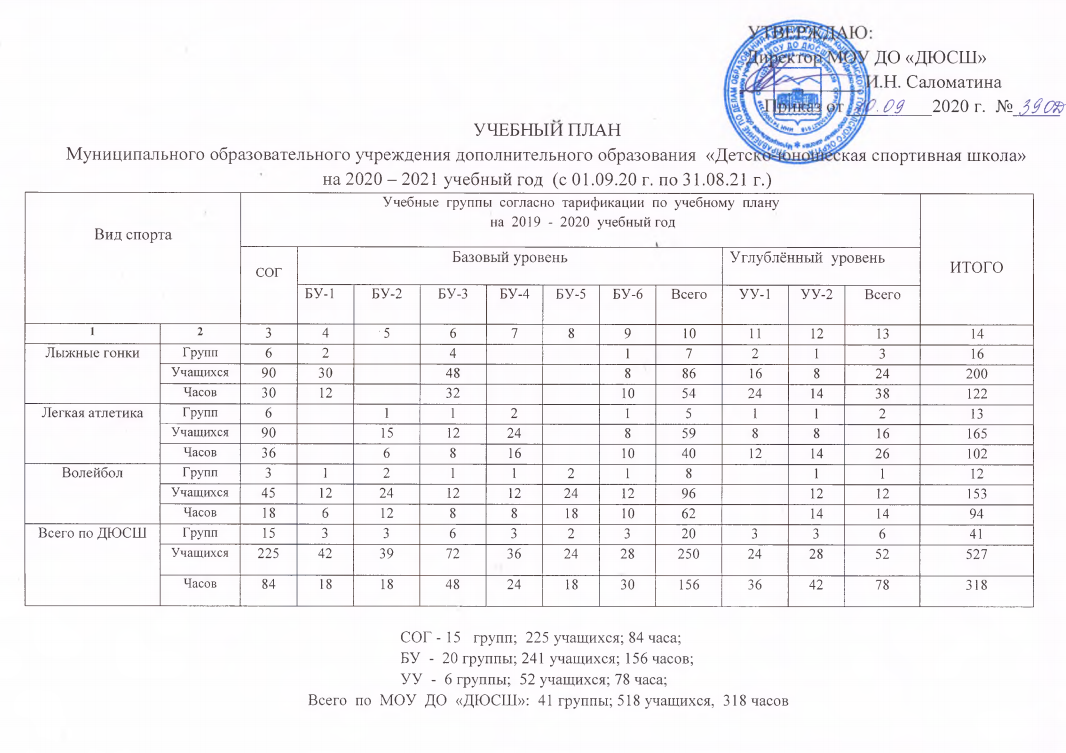 УТВЕРЖДАЮ:
Директор МОУ ДО «ДЮСШ»
И.Н. Саломатина
Приказ от 10.09 2020 г. № 39 ОД
УЧЕБНЫЙ ПЛАН
Муниципального образовательного учреждения дополнительного образования «Детско-юношеская спортивная школа»
на 2020 – 2021 учебный год (с 01.09.20 г. по 31.08.21 г.)
Вид спорта
Учебные группы согласно тарификации по учебному плану
на 2019 - 2020 учебный год
ИТОГО
СОГ Базовый уровень Углублённый уровень
БУ-1 БУ-2 БУ-3 БУ-4 БУ-5 БУ-6 Всего УУ-1 УУ-2 Всего
1 2 3 4 5 6 7 8 9 10 11 12 13 14
Лыжные гонки Групп 6 2 4 1 7 2 1 3 16
Учащихся 90 30 48 8 86 16 8 24 200
Часов 30 12 32 10 54 24 14 38 122
Легкая атлетика Групп 6 1 1 2 1 5 1 1 2 13
Учащихся 90 15 12 24 8 59 8 8 16 165
Часов 36 6 8 16 10 40 12 14 26 102
Волейбол Групп 3 1 2 1 1 2 1 8 1 1 12
Учащихся 45 12 24 12 12 24 12 96 12 12 153
Часов 18 6 12 8 8 18 10 62 14 14 94
Всего по ДЮСШ Групп 15 3 3 6 3 2 3 20 3 3 6 41
Учащихся 225 42 39 72 36 24 28 250 24 28 52 527
Часов 84 18 18 48 24 18 30 156 36 42 78 318
СОГ - 15 групп; 225 учащихся; 84 часа;
БУ - 20 группы; 241 учащихся; 156 часов;
УУ - 6 группы; 52 учащихся; 78 часа;
Всего по МОУ ДО «ДЮСШ»: 41 группы; 518 учащихся, 318 часов